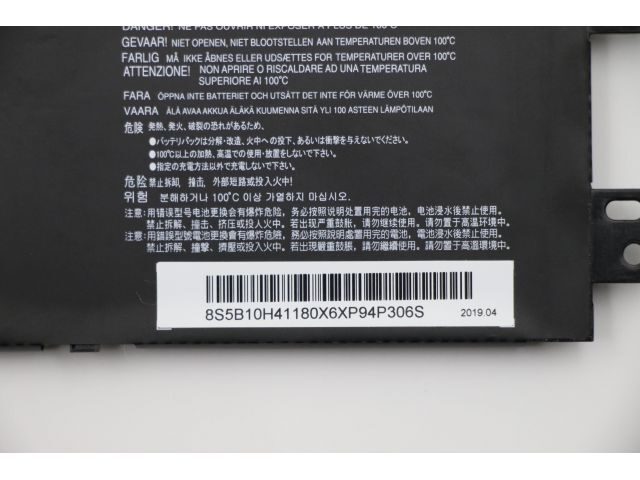 DANGER! NE PAS OUVRIR NI EXPOSER A PLUS DE 100°C
GEVAAR! NIET OPENEN, NIET BLOOTSTELLEN AAN TEMPERATUREN BOVEN 100°C
FARLIG MÅ IKKE ÅBNES ELLER UDSÆTTES FOR TEMPERATURER OVER 100°C
ATTENZIONE! NON APRIRE O RISCALDARE AD UNA TEMPERATURA
SUPERIORE AI 100°C
FARA ÖPPNA INTE BATTERIET OCH UTSÄTT DET INTE FÖR VÄRME ÖVER 100°C
VAARA ÄLÄ AVAA AKKUA ÄLÄKÄ KUUMENNA SITÄ YLI 100 ASTEEN LÄMPÖTILAAN
危険 発熱、発火、破裂の恐れがあるため、
●バッテリパックは分解・改造、火中への投下、あるいは衝撃を与えないでください。
●100°C以上の加熱、高温での使用・放置をしないで下さい。
●指定の充電方法以外で充電しないで下さい。
危险 禁止拆卸, 撞击, 外部短路或投入火中!
위험 분해하거나 100°C 이상 가열하지 마십시오.
注意: 用错误型号电池更换会有爆炸危险, 务必按照说明处置用完的电池, 电池浸水後禁止使用.
禁止拆卸、撞击、挤压或投入火中. 若出现严重鼓胀, 请勿继续使用. 请勿置于高温环境中.
注意: 用錯誤型號電池更換會有爆炸危險, 務必按照說明處置用完的電池, 電池浸水後禁止使用.
禁止拆卸、撞擊、擠壓或投入火中. 若出現嚴重鼓脹, 請勿繼續使用. 請勿置于高溫環境中.
8S5B10H41180X6XP94P306S 2019.04